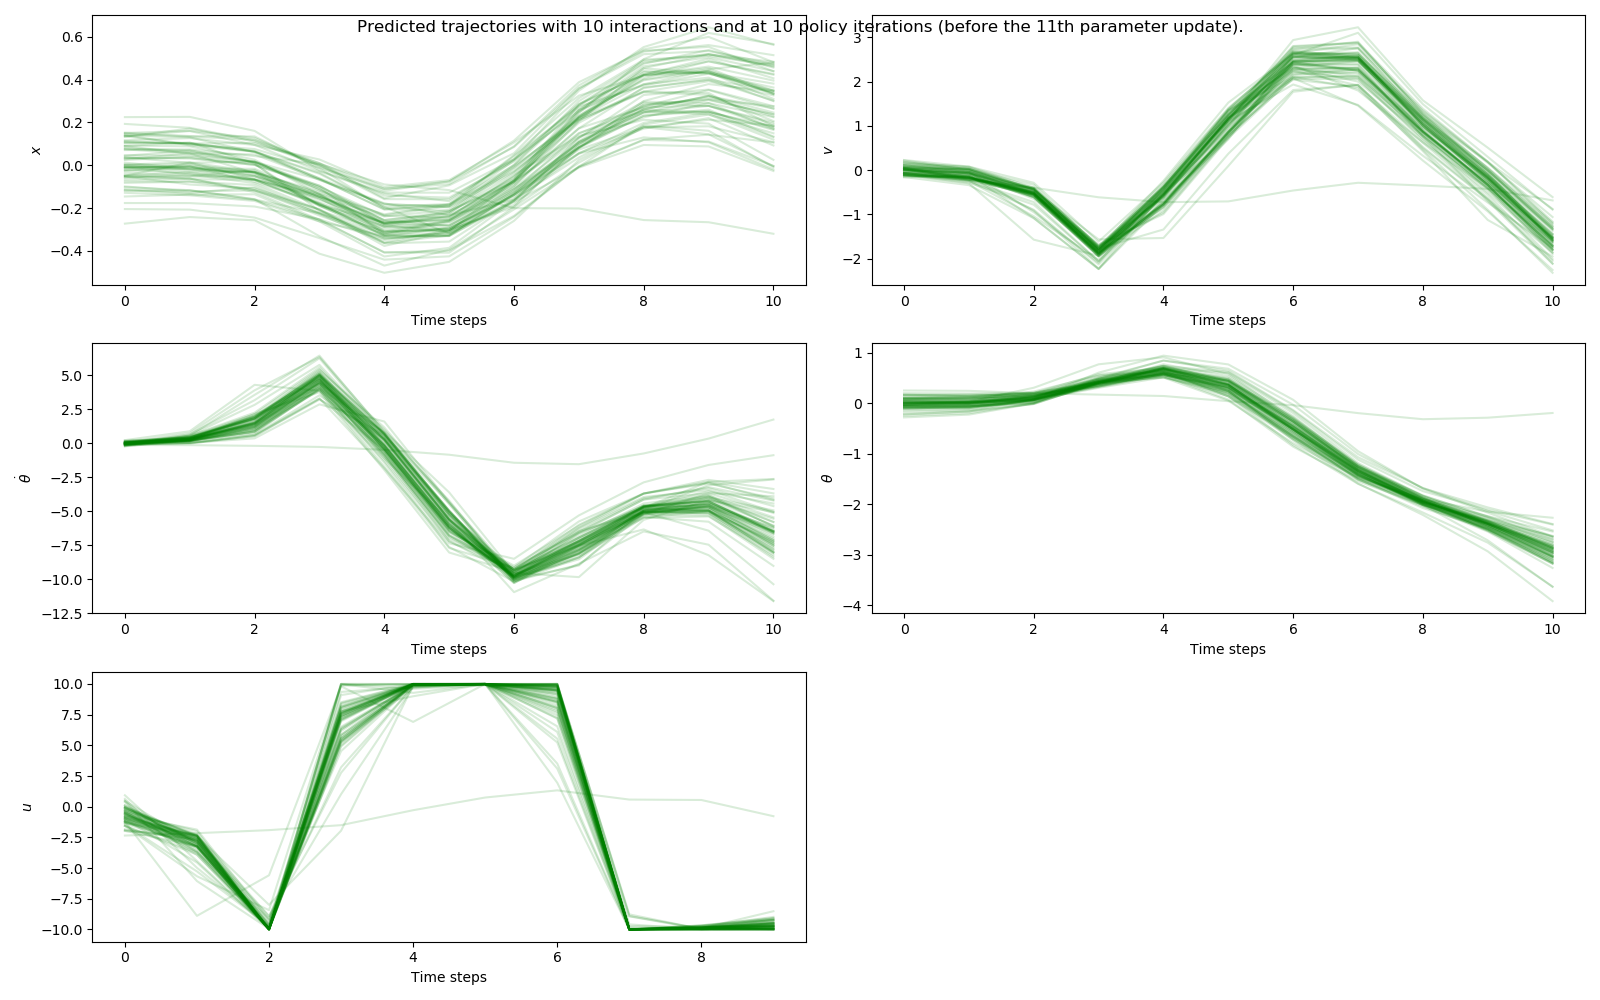 Predicted trajectories with 10 interactions and at 10 policy iterations (before the 11th parameter update).
0.6
0.4
0.2
0.0
−0.2
−0.4
x
0 2 4 6 8 10
Time steps
3
2
1
0
−1
−2
v
0 2 4 6 8 10
Time steps
5.0
2.5
0.0
−2.5
−5.0
−7.5
−10.0
−12.5
θ̇
0 2 4 6 8 10
Time steps
1
0
−1
−2
−3
−4
θ
0 2 4 6 8 10
Time steps
10.0
7.5
5.0
2.5
0.0
−2.5
−5.0
−7.5
−10.0
u
0 2 4 6 8
Time steps